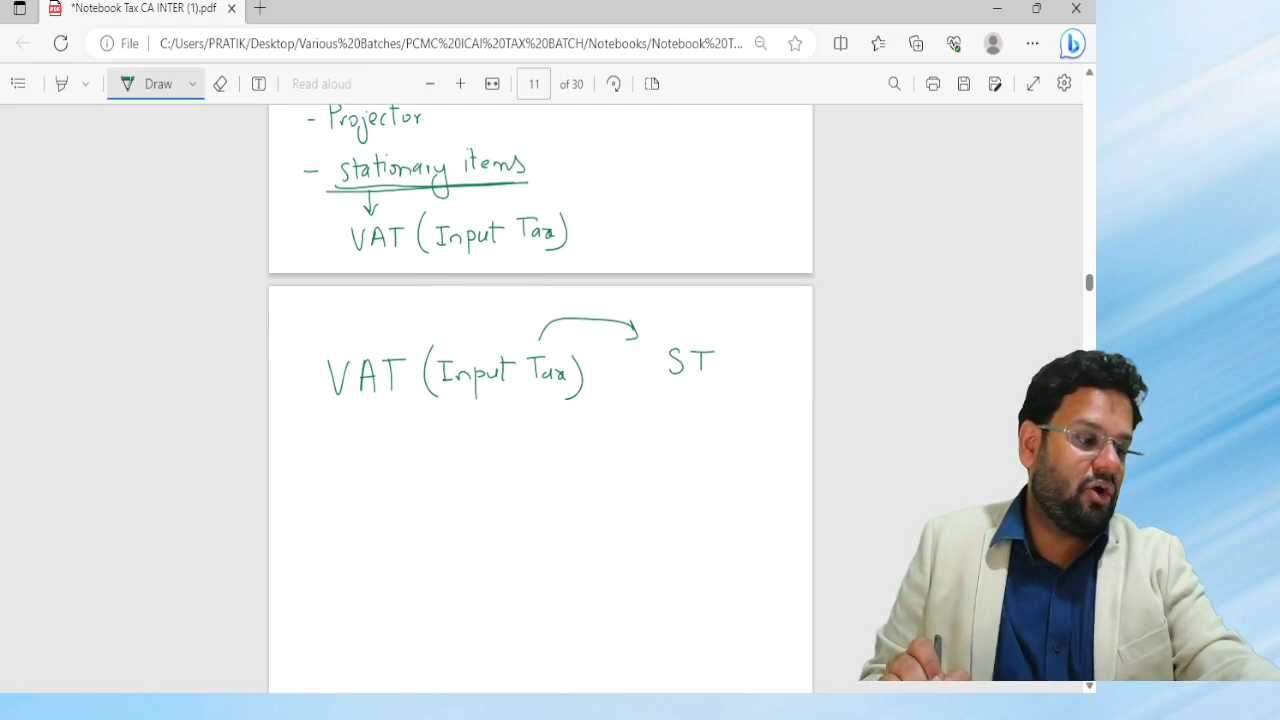 *Notebook Tax CA INTER (1).pdf
File C:/Users/PRATIK/Desktop/Various%20Batches/PCMC%20ICAI%20TAX%20BATCH/Notebooks/Notebook%20T...
Draw Read aloud 11 of 30
- Projector
- stationary items
VAT (Input Tax)
VAT (Input Tax) ST